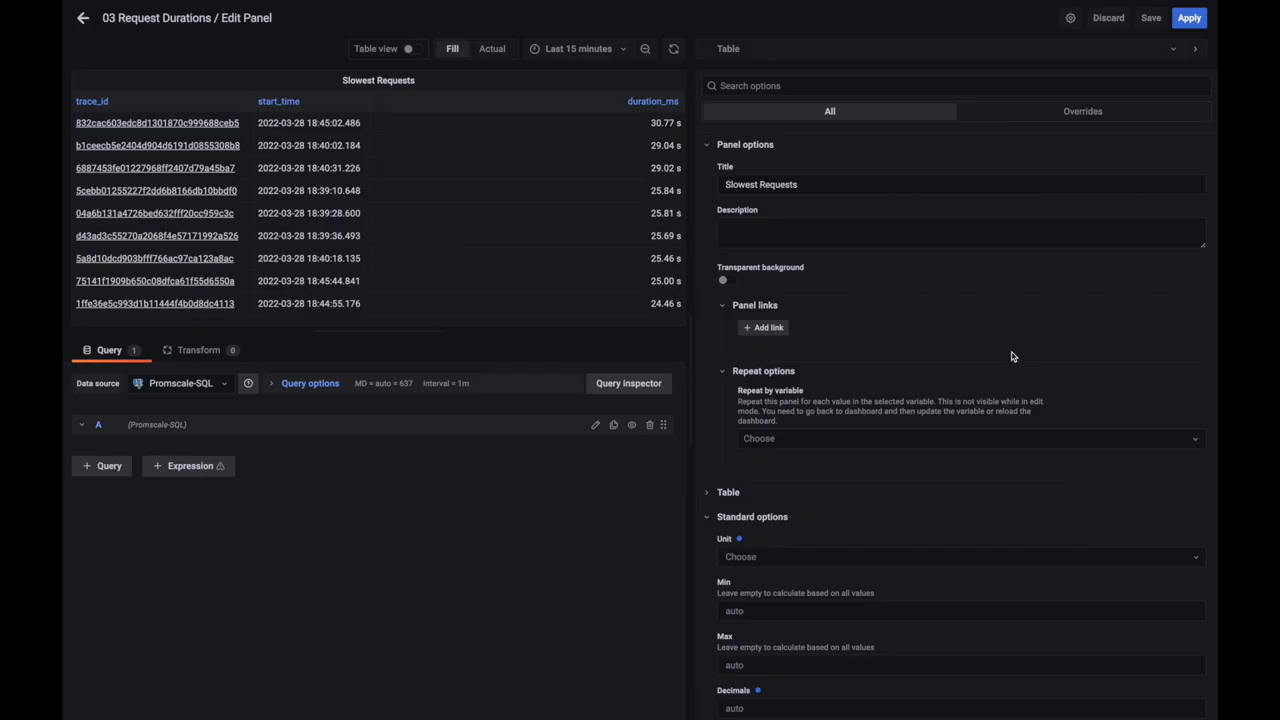 03 Request Durations / Edit Panel
Discard
Save
Apply
Table view
Fill
Actual
Last 15 minutes
Table
Slowest Requests
trace_id
start_time
duration_ms
832cac603edc8d1301870c999688ceb5
2022-03-28 18:45:02.486
30.77 s
b1ceecb5e2404d904d6191d0855308b8
2022-03-28 18:40:02.184
29.04 s
6887453fe01227968ff2407d79a45ba7
2022-03-28 18:40:31.226
29.02 s
5cebb01255227f2dd6b8166db10bbdf0
2022-03-28 18:39:10.648
25.84 s
04a6b131a4726bed632fff20cc959c3c
2022-03-28 18:39:28.600
25.81 s
d43ad3c55270a2068f4e57171992a526
2022-03-28 18:39:36.493
25.69 s
5a8d10dcd903bfff766ac97ca123a8ac
2022-03-28 18:40:18.135
25.46 s
75141f1909b650c08dfca61f55d6550a
2022-03-28 18:45:44.841
25.00 s
1ffe36e5c993d1b11444f4b0d8dc4113
2022-03-28 18:44:55.176
24.46 s
Query 1
Transform 0
Data source
Promscale-SQL
Query options
MD = auto = 637
Interval = 1m
Query inspector
A
(Promscale-SQL)
+ Query
+ Expression
Search options
All
Overrides
Panel options
Title
Slowest Requests
Description
Transparent background
Panel links
+ Add link
Repeat options
Repeat by variable
Repeat this panel for each value in the selected variable. This is not visible while in edit
mode. You need to go back to dashboard and then update the variable or reload the
dashboard.
Choose
Table
Standard options
Unit
Choose
Min
Leave empty to calculate based on all values
auto
Max
Leave empty to calculate based on all values
auto
Decimals
auto